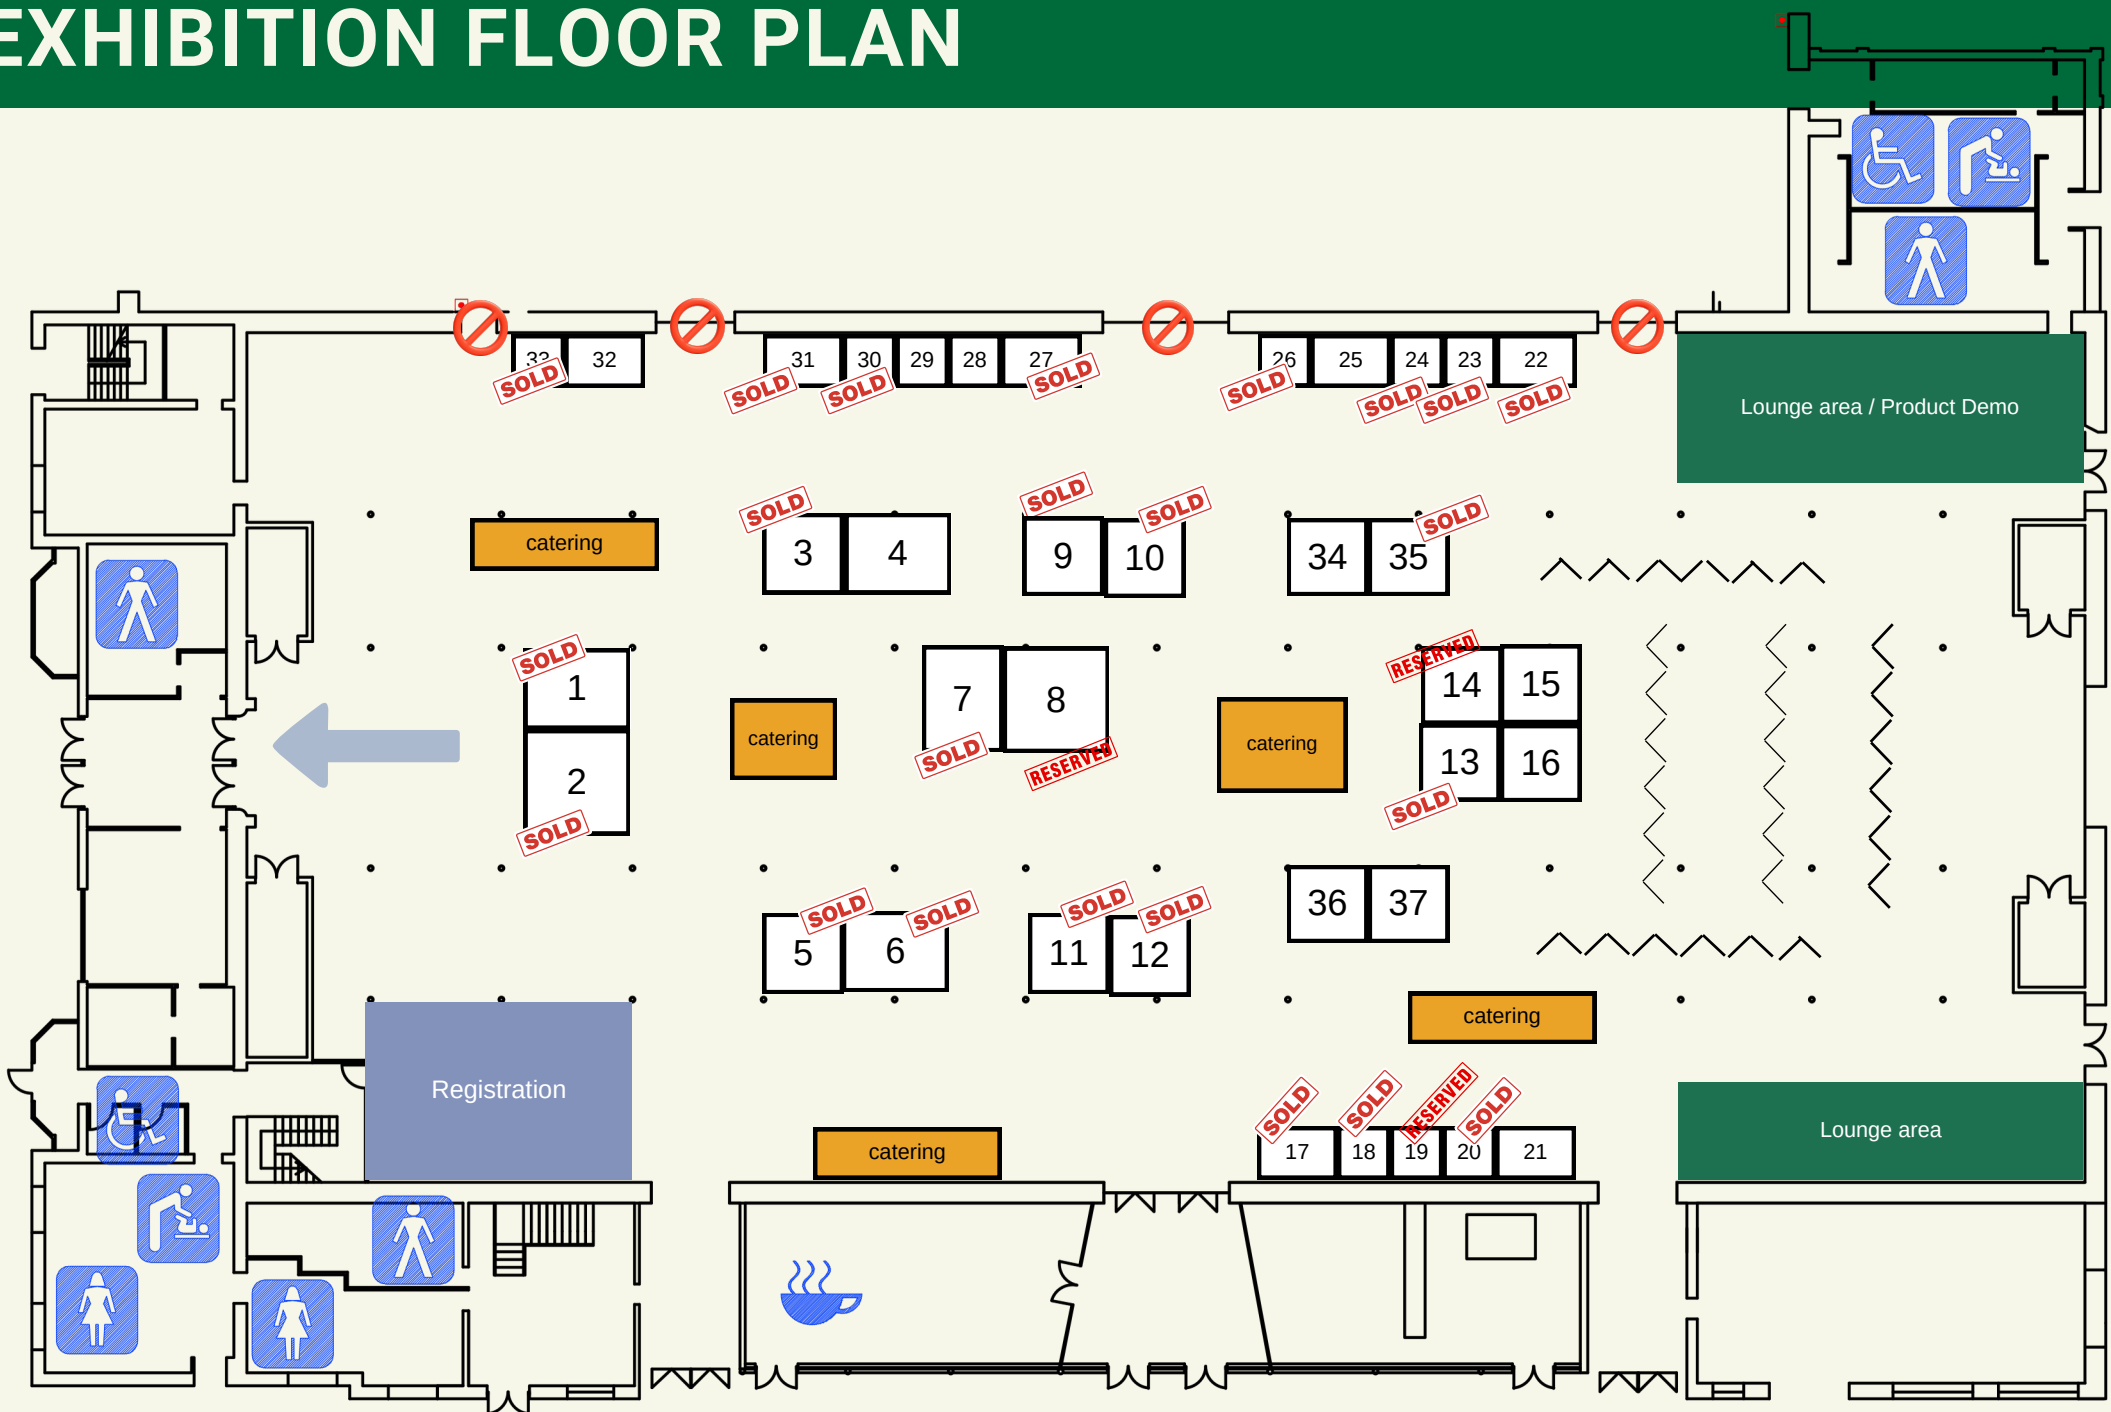 EXHIBITION FLOOR PLAN
33 32 31 30 29 28 27 26 25 24 23 22
SOLD SOLD SOLD SOLD SOLD SOLD SOLD SOLD
Lounge area / Product Demo
SOLD SOLD SOLD SOLD
catering
3 4 9 10 34 35
SOLD
RESERVED
1
7 8
14 15
catering
catering
2
13 16
SOLD
RESERVED
SOLD
SOLD
36 37
SOLD SOLD SOLD SOLD
5 6 11 12
catering
Registration
SOLD SOLD RESERVED SOLD
Lounge area
catering
17 18 19 20 21